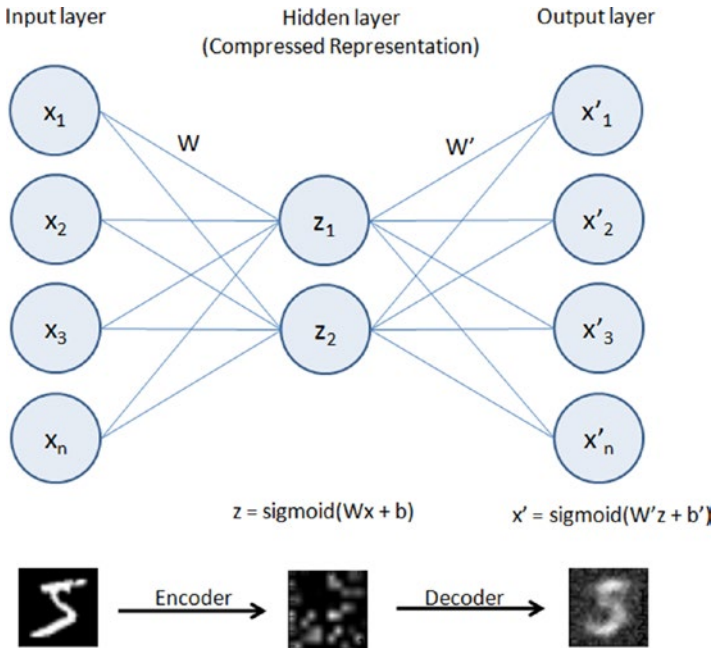 Input layer
Hidden layer
(Compressed Representation)
Output layer
W
W'
x1
x2
x3
xn
z1
z2
x'1
x'2
x'3
x'n
z = sigmoid(Wx + b)
x' = sigmoid(W'z + b')
Encoder
Decoder